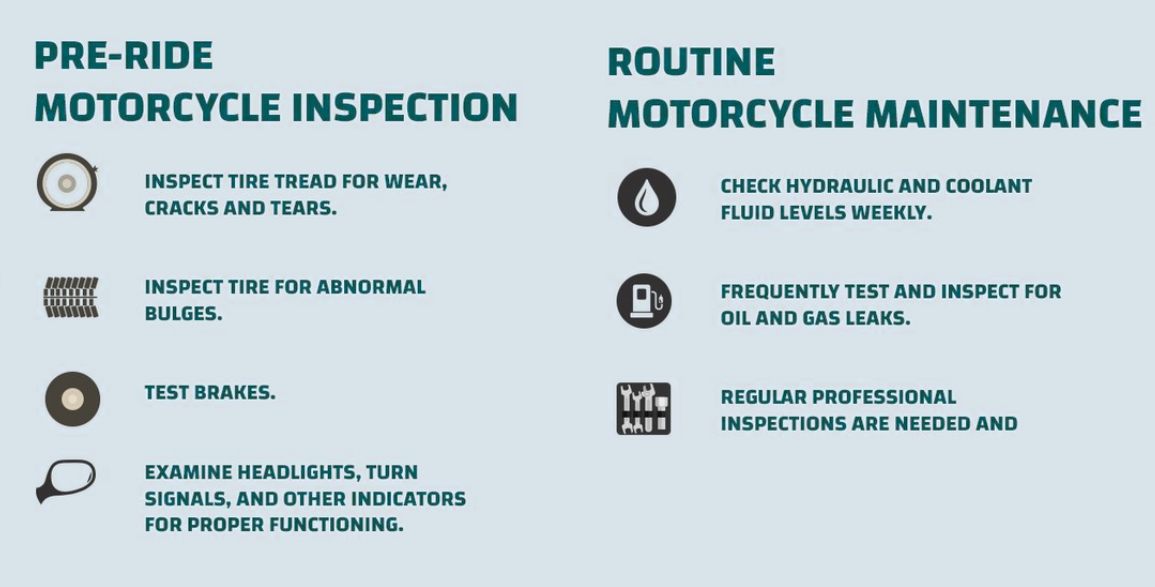 PRE-RIDE
MOTORCYCLE INSPECTION
INSPECT TIRE TREAD FOR WEAR,
CRACKS AND TEARS.
INSPECT TIRE FOR ABNORMAL
BULGES.
TEST BRAKES.
EXAMINE HEADLIGHTS, TURN
SIGNALS, AND OTHER INDICATORS
FOR PROPER FUNCTIONING.
ROUTINE
MOTORCYCLE MAINTENANCE
CHECK HYDRAULIC AND COOLANT
FLUID LEVELS WEEKLY.
FREQUENTLY TEST AND INSPECT FOR
OIL AND GAS LEAKS.
REGULAR PROFESSIONAL
INSPECTIONS ARE NEEDED AND